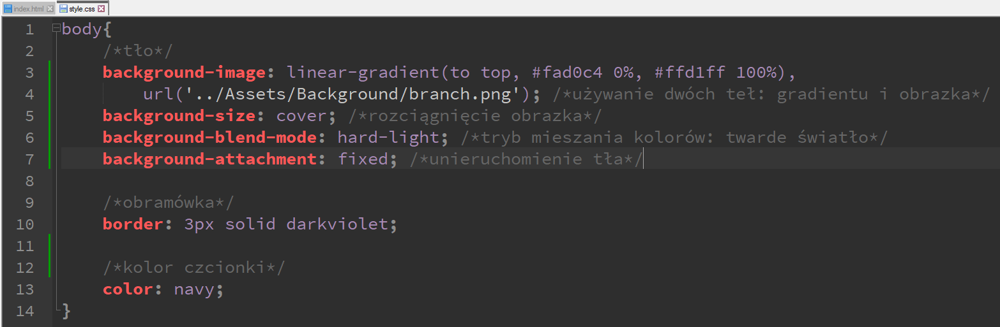 index.html style.css
1 body{
2 /*tło*/
3 background-image: linear-gradient(to top, #fad0c4 0%, #ffd1ff 100%),
4 url('../Assets/Background/branch.png'); /*używanie dwóch teł: gradientu i obrazka*/
5 background-size: cover; /*rozciągnięcie obrazka*/
6 background-blend-mode: hard-light; /*tryb mieszania kolorów: twarde światło*/
7 background-attachment: fixed; /*unieruchomienie tła*/
8
9 /*obramówka*/
10 border: 3px solid darkviolet;
11
12 /*kolor czcionki*/
13 color: navy;
14 }